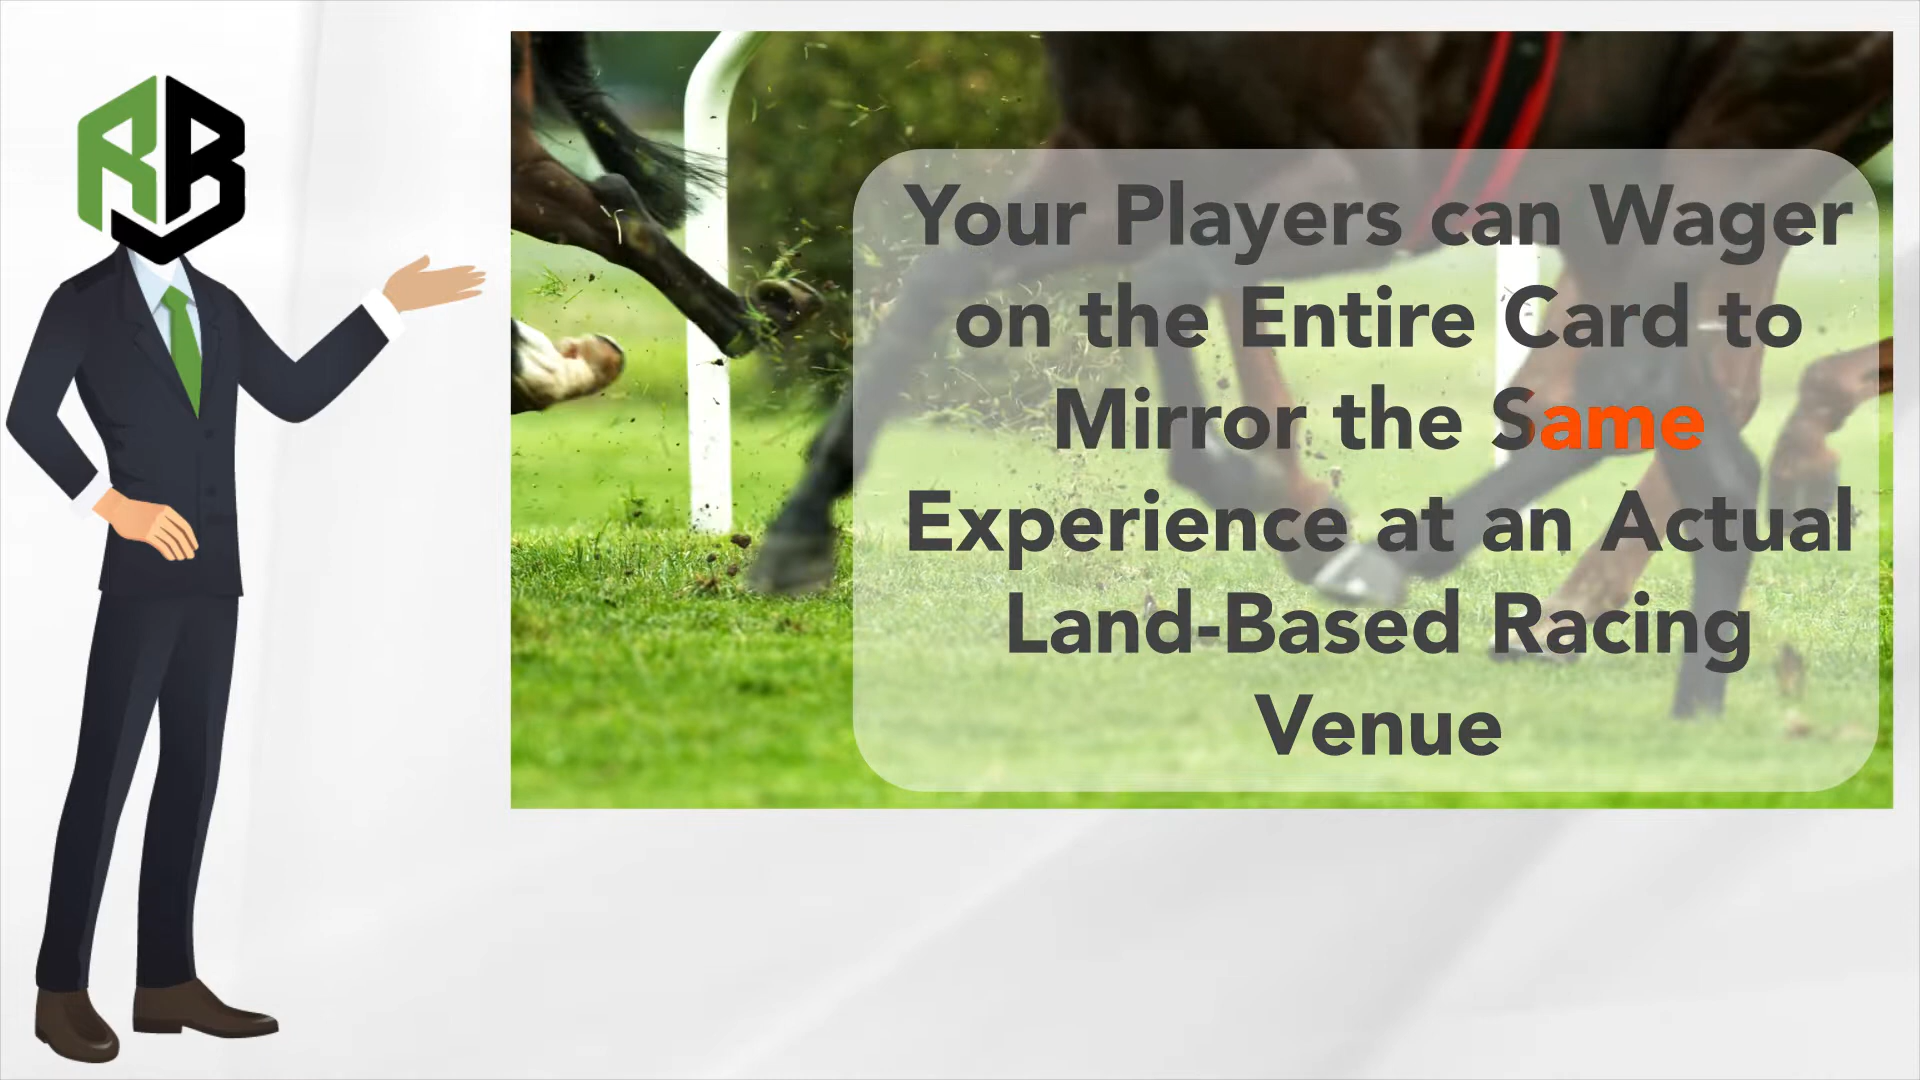 RB
Your Players can Wager
on the Entire Card to
Mirror the Same
Experience at an Actual
Land-Based Racing
Venue